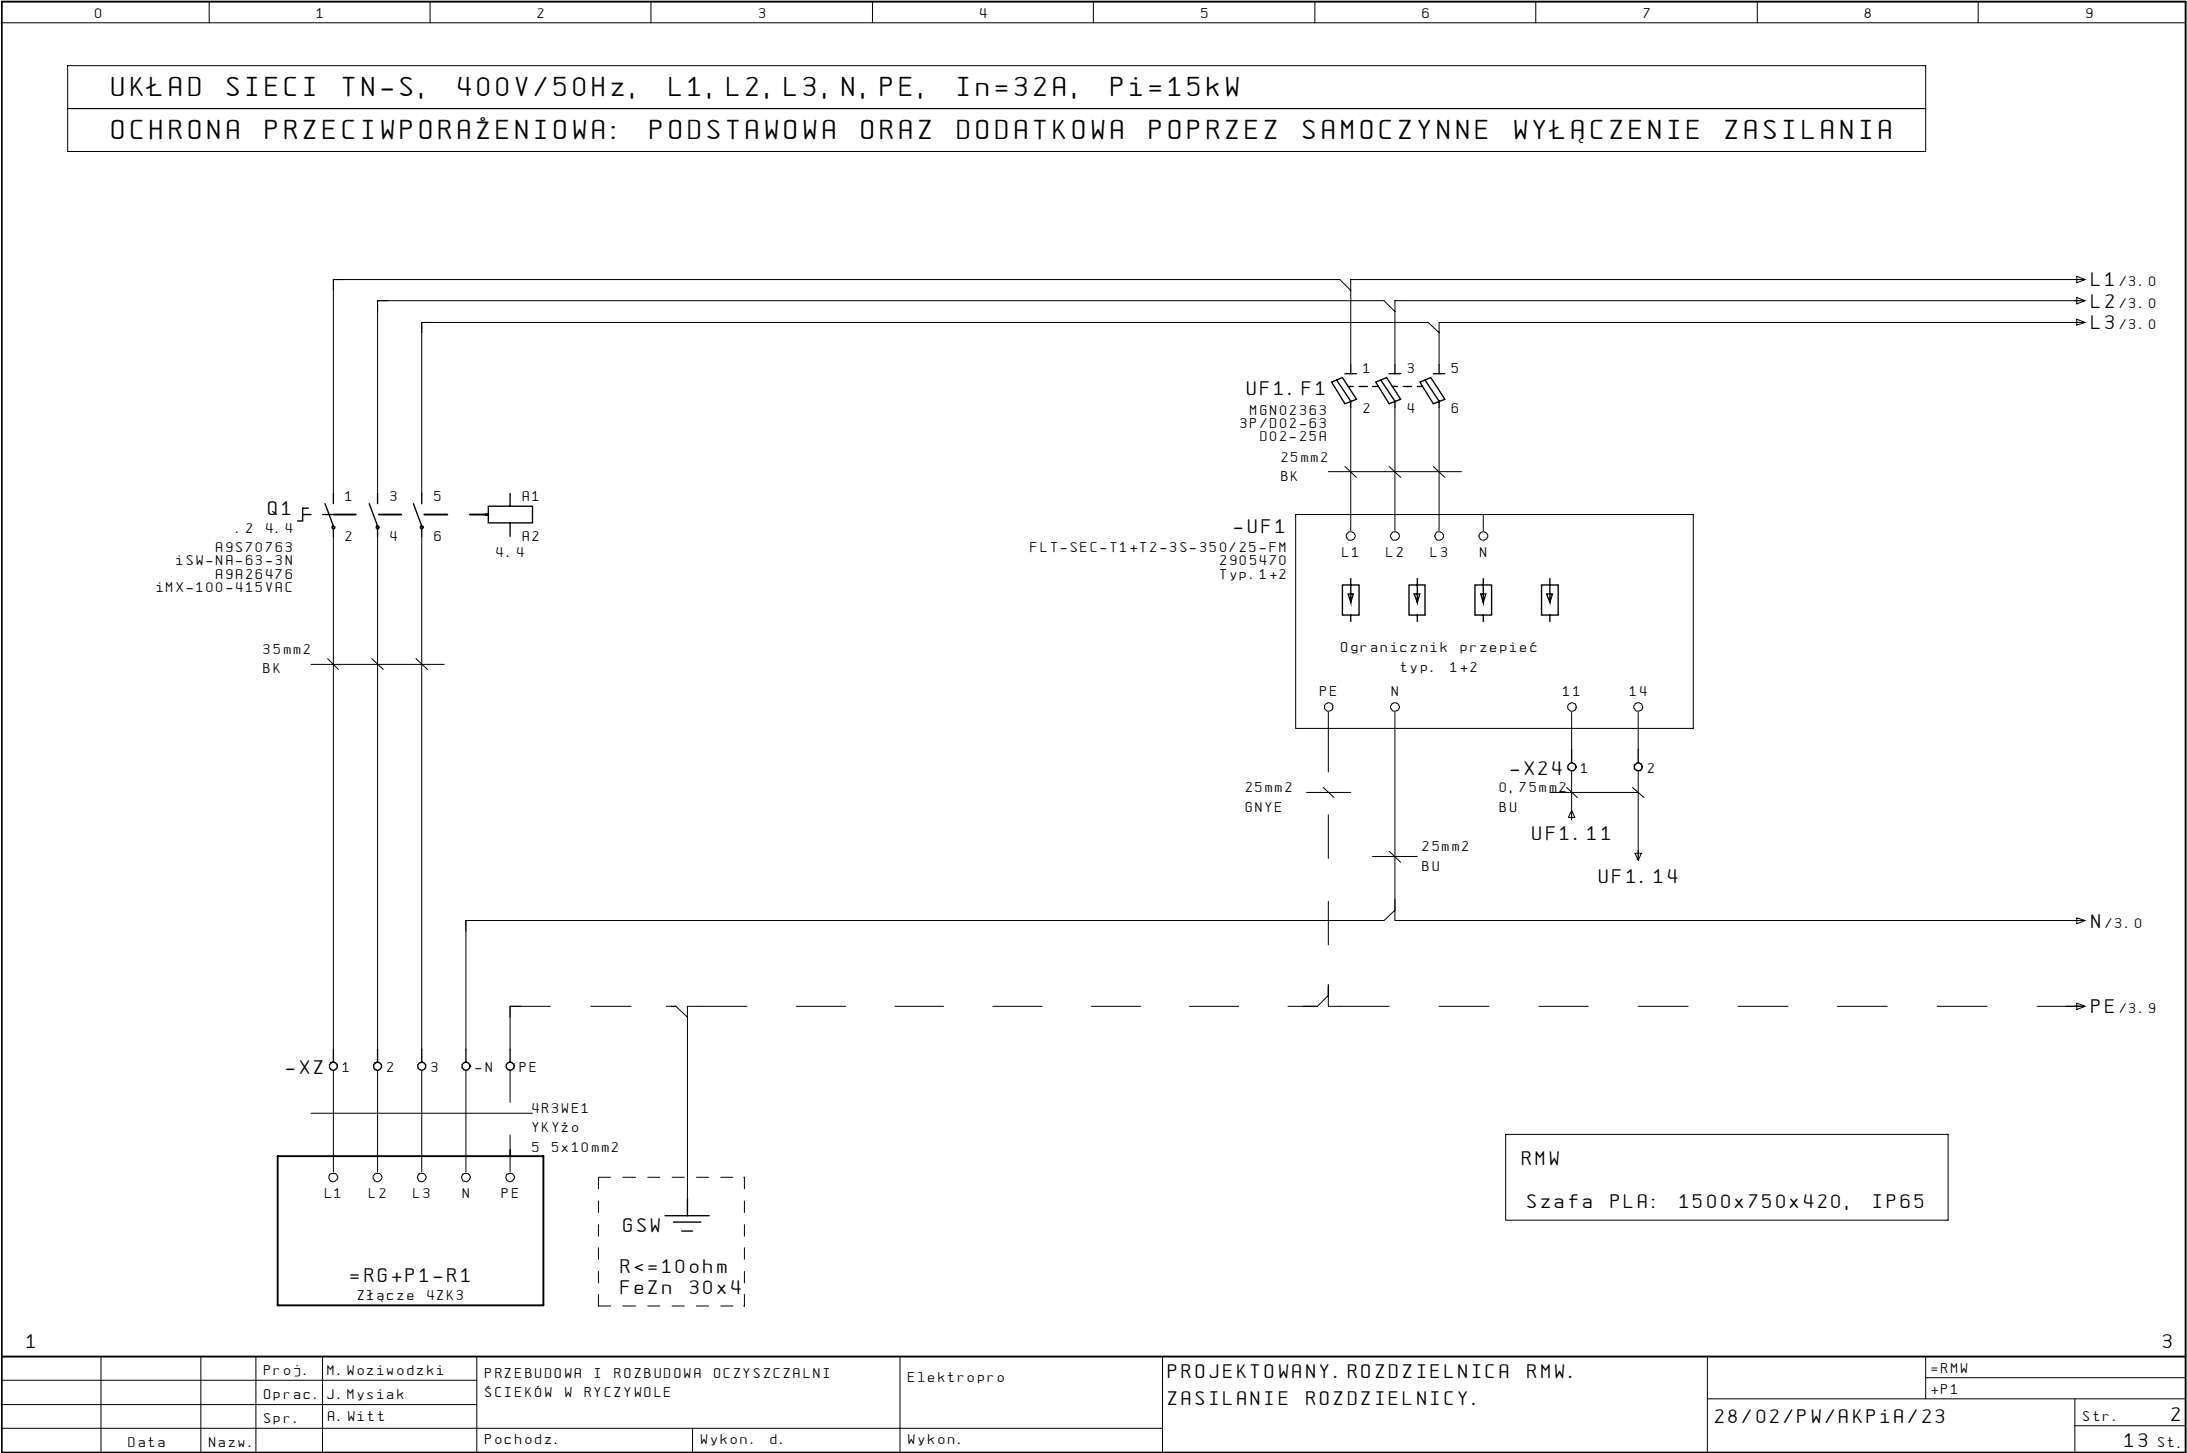 0 1 2 3 4 5 6 7 8 9
UKŁAD SIECI TN-S, 400V/50Hz, L1,L2,L3,N,PE, In=32A, Pi=15kW
OCHRONA PRZECIWPORAŻENIOWA: PODSTAWOWA ORAZ DODATKOWA POPRZEZ SAMOCZYNNE WYŁĄCZENIE ZASILANIA
L1/3.0
L2/3.0
L3/3.0
1 3 5
UF1.F1
2 4 6
MGN02363
3P/D02-63
D02-25A
25mm2
BK
1 3 5 A1
Q1
.2 4.4
2 4 6 A2
4.4
A9S70763
iSW-NA-63-3N
A9A26476
iMX-100-415VAC
-UF1
FLT-SEC-T1+T2-3S-350/25-FM
2905470
Typ.1+2
L1 L2 L3 N
Ogranicznik przepieć
typ. 1+2
PE N 11 14
35mm2
BK
-X24 1 2
0,75mm2
BU
25mm2
GNYE
UF1.11
25mm2
BU
UF1.14
N/3.0
PE/3.9
-XZ 1 2 3 -N PE
4R3WE1
YKYżo
5 5x10mm2
L1 L2 L3 N PE
=RG+P1-R1
Złącze 4ZK3
GSW
R<=10ohm
FeZn 30x4
RMW
Szafa PLA: 1500x750x420, IP65
1 3
Proj. M.Woziwodzki
Oprac. J.Mysiak
Spr. A.Witt
Data Nazw.
PRZEBUDOWA I ROZBUDOWA OCZYSZCZALNI
ŚCIEKÓW W RYCZYWOLE
Pochodz. Wykon. d.
Elektropro
Wykon.
PROJEKTOWANY.ROZDZIELNICA RMW.
ZASILANIE ROZDZIELNICY.
=RMW
+P1
28/02/PW/AKPiA/23
Str. 2
13 St.